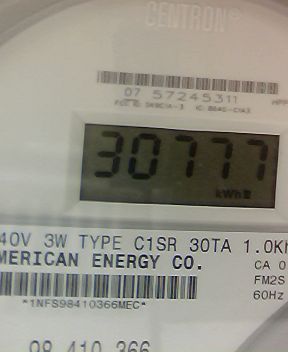 CENTRON®
07 57245311
30777
kWh
40V 3W TYPE C1SR 30TA 1.0Kh
MERICAN ENERGY CO.
CA 0
FM2S
60Hz
*1NFS98410366MEC*
98 410 366